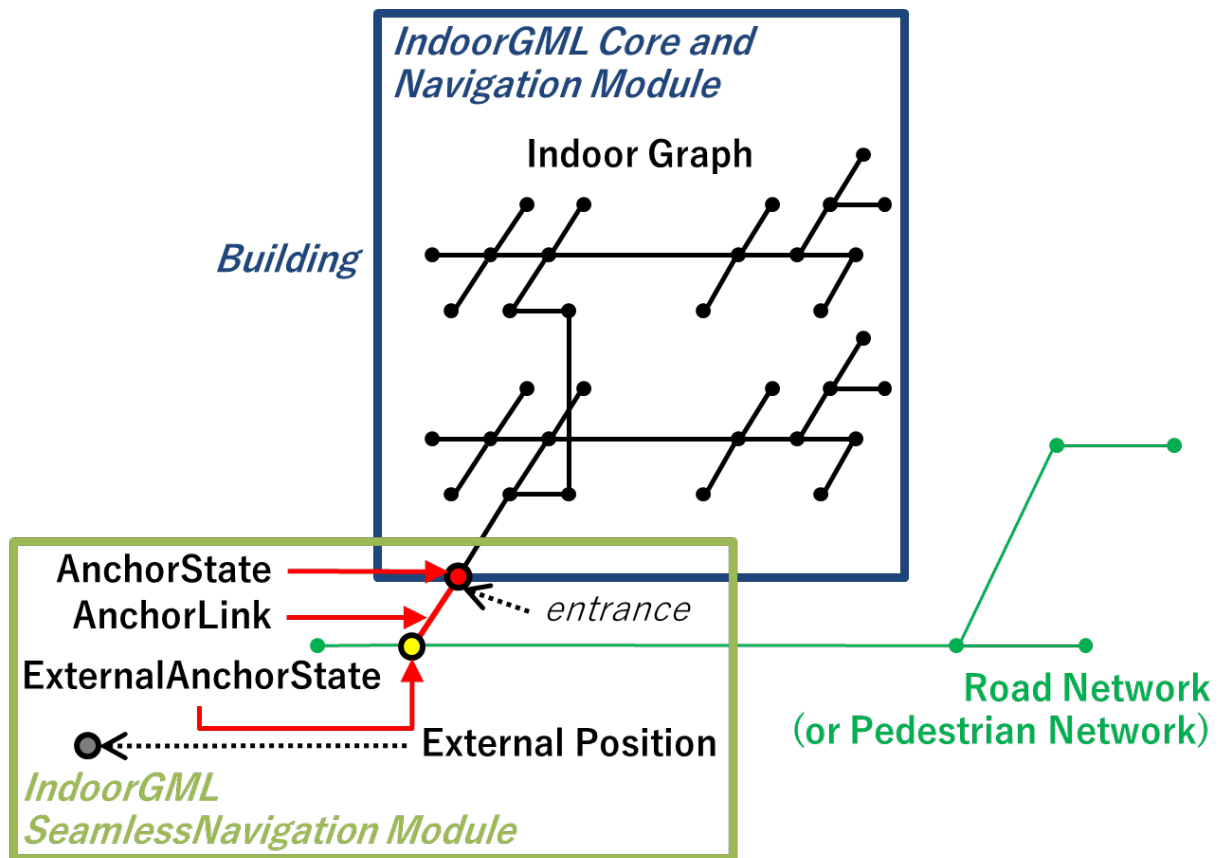 IndoorGML Core and
Navigation Module
Indoor Graph
Building
AnchorState
entrance
AnchorLink
ExternalAnchorState
Road Network
(or Pedestrian Network)
External Position
IndoorGML
SeamlessNavigation Module